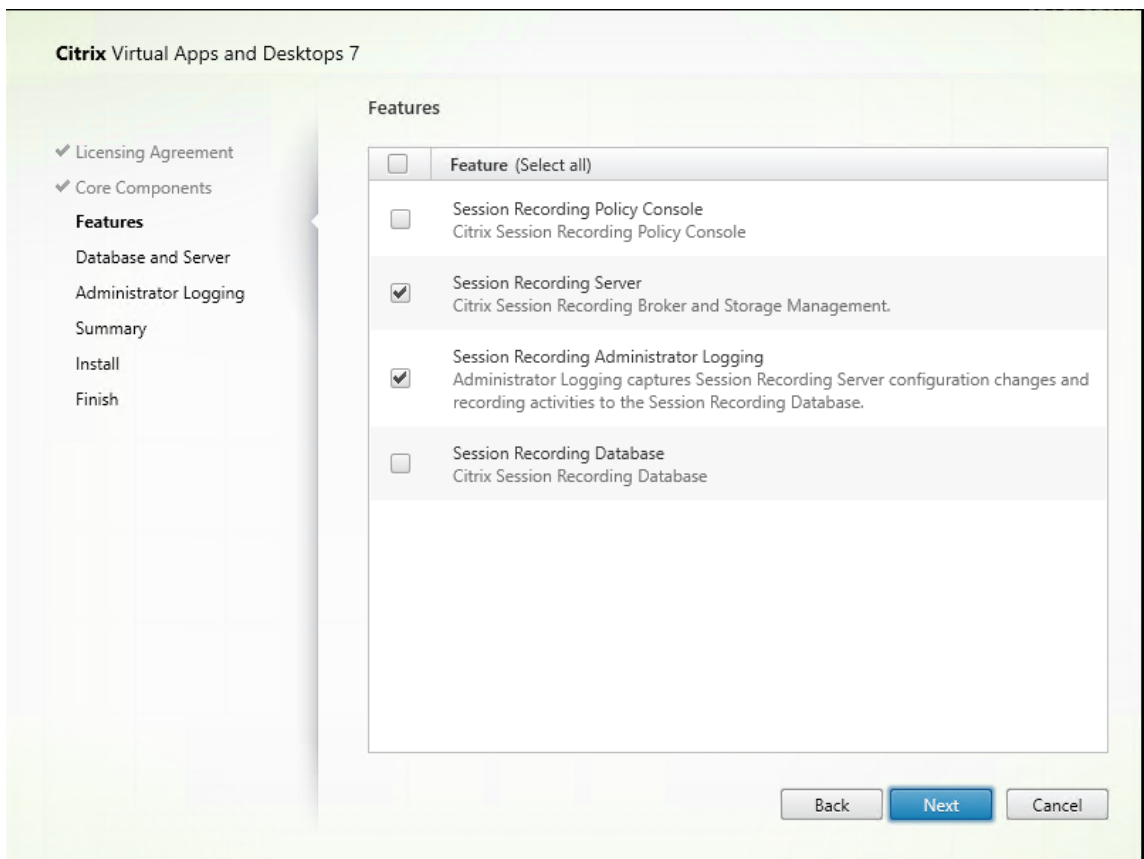 Citrix Virtual Apps and Desktops 7
Licensing Agreement
Core Components
Features
Database and Server
Administrator Logging
Summary
Install
Finish
Features
Feature (Select all)
Session Recording Policy Console
Citrix Session Recording Policy Console
Session Recording Server
Citrix Session Recording Broker and Storage Management.
Session Recording Administrator Logging
Administrator Logging captures Session Recording Server configuration changes and
recording activities to the Session Recording Database.
Session Recording Database
Citrix Session Recording Database
Back
Next
Cancel